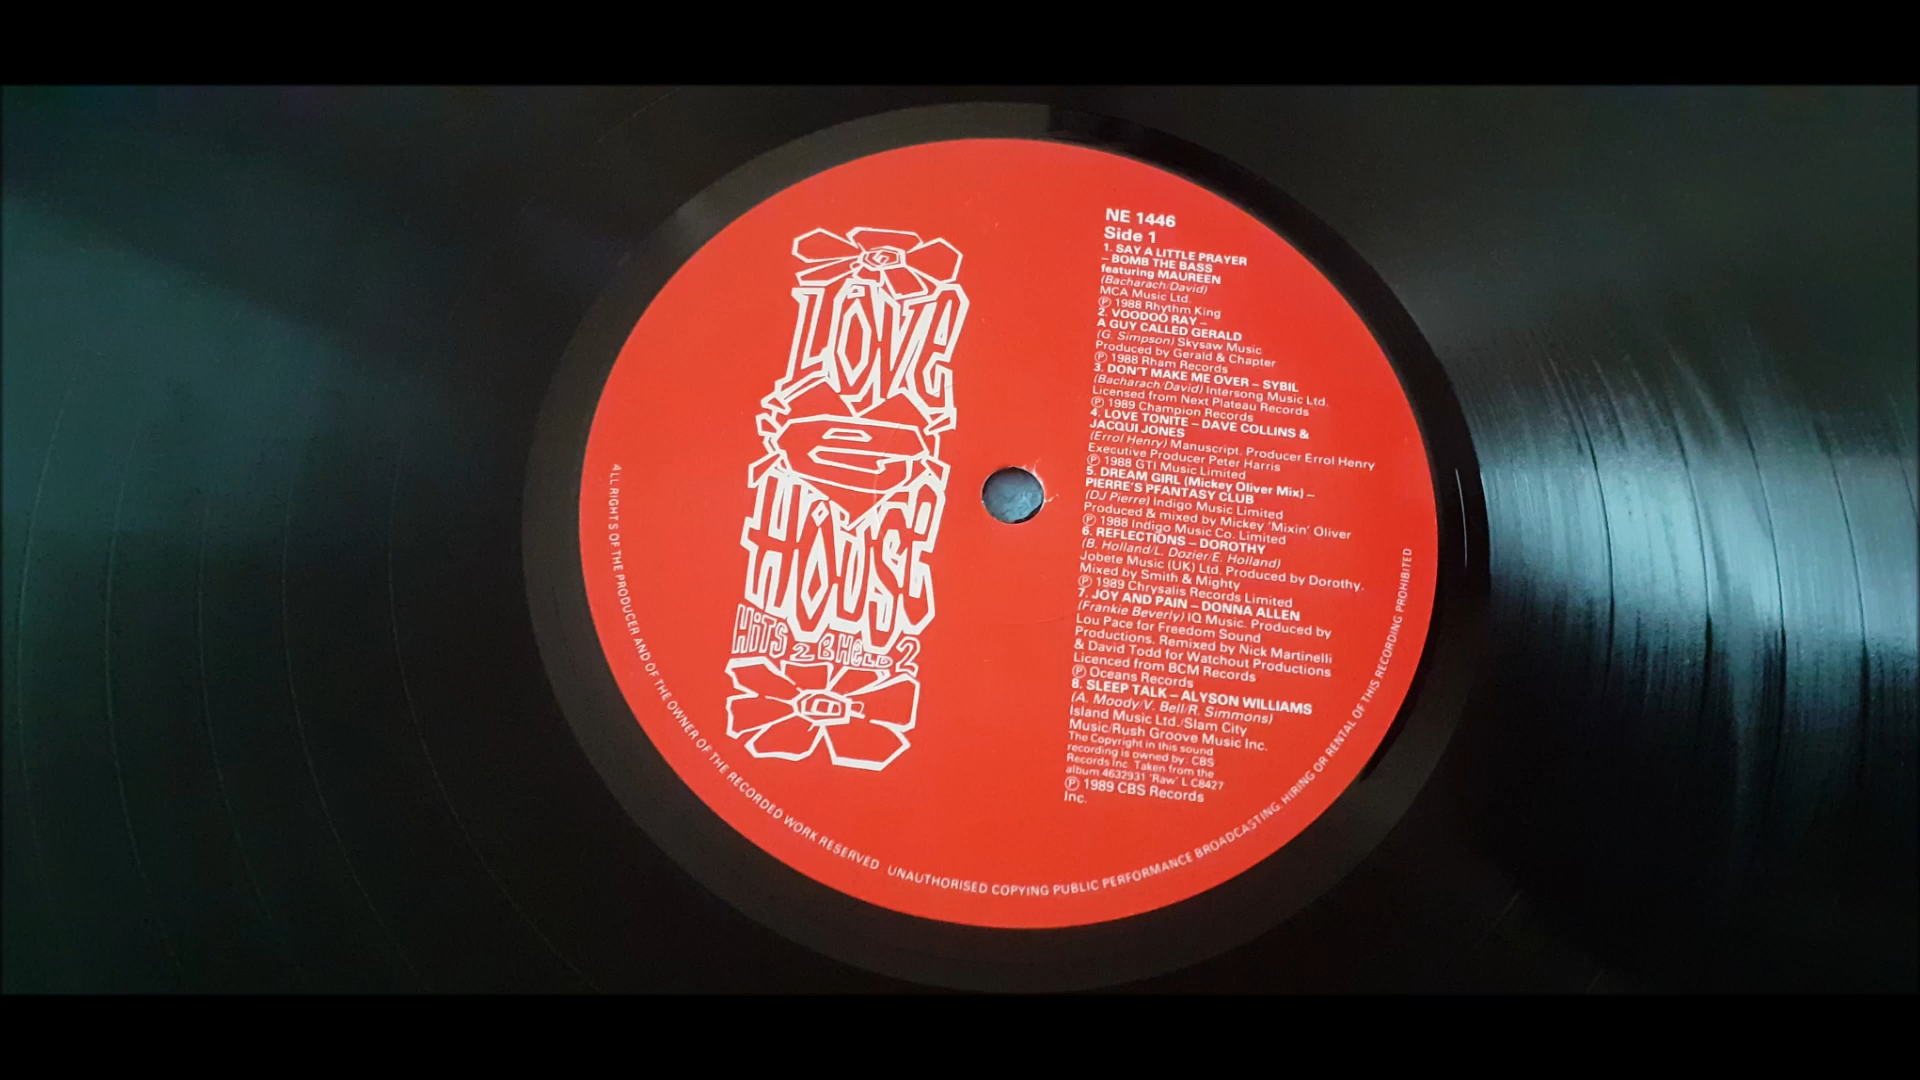 LOVE
HOUSE
HiTS 2 B HeLD 2
NE 1446
Side 1
1. SAY A LITTLE PRAYER
– BOMB THE BASS
featuring MAUREEN
(Bacharach/David)
MCA Music Ltd.
℗ 1988 Rhythm King
2. VOODOO RAY –
A GUY CALLED GERALD
(G. Simpson) Skysaw Music
Produced by Gerald & Chapter
℗ 1988 Rham Records
3. DON'T MAKE ME OVER – SYBIL
(Bacharach/David) Intersong Music Ltd.
Licensed from Next Plateau Records
℗ 1989 Champion Records
4. LOVE TONITE – DAVE COLLINS &
JACQUI JONES
(Errol Henry) Manuscript. Producer Errol Henry
Executive Producer Peter Harris
℗ 1988 GTI Music Limited
5. DREAM GIRL (Mickey Oliver Mix) –
PIERRE'S PFANTASY CLUB
(DJ Pierre) Indigo Music Limited
Produced & mixed by Mickey 'Mixin' Oliver
℗ 1988 Indigo Music Co. Limited
6. REFLECTIONS – DOROTHY
(B. Holland/L. Dozier/E. Holland)
Jobete Music (UK) Ltd. Produced by Dorothy.
Mixed by Smith & Mighty
℗ 1989 Chrysalis Records Limited
7. JOY AND PAIN – DONNA ALLEN
(Frankie Beverly) IQ Music. Produced by
Lou Pace for Freedom Sound
Productions. Remixed by Nick Martinelli
& David Todd for Watchout Productions
Licenced from BCM Records
℗ Oceans Records
8. SLEEP TALK – ALYSON WILLIAMS
(A. Moody/V. Bell/R. Simmons)
Island Music Ltd./Slam City
Music/Rush Groove Music Inc.
The Copyright in this sound
recording is owned by: CBS
Records Inc. Taken from the
album 4632931 'Raw' L C8427
℗ 1989 CBS Records
Inc.
ALL RIGHTS OF THE PRODUCER AND OF THE OWNER OF THE RECORDED WORK RESERVED UNAUTHORISED COPYING PUBLIC PERFORMANCE BROADCASTING. HIRING OR RENTAL OF THIS RECORDING PROHIBITED